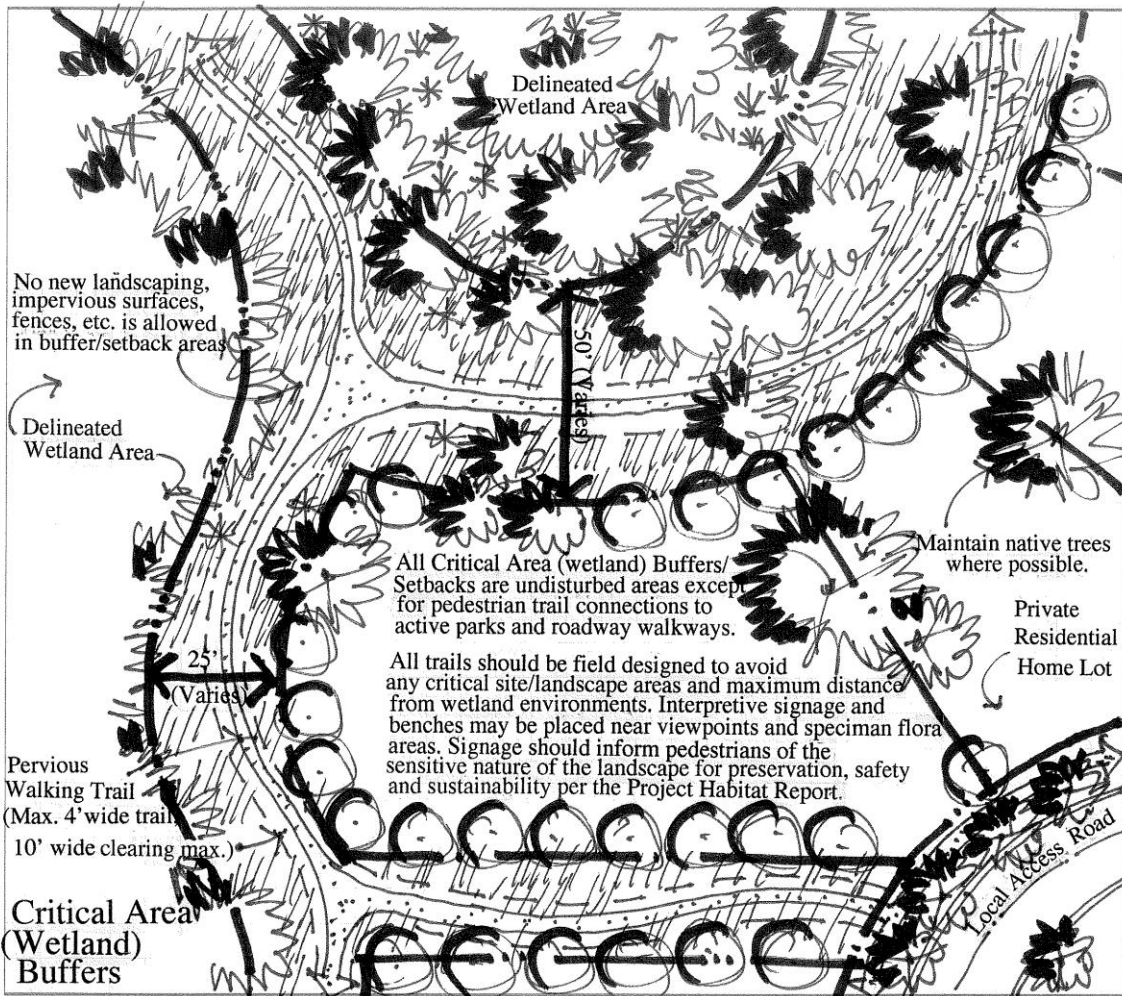 Delineated
Wetland Area
No new landscaping,
impervious surfaces,
fences, etc. is allowed
in buffer/setback areas
Delineated
Wetland Area
50' (Varies)
All Critical Area (wetland) Buffers/
Setbacks are undisturbed areas except
for pedestrian trail connections to
active parks and roadway walkways.
All trails should be field designed to avoid
any critical site/landscape areas and maximum distance
from wetland environments. Interpretive signage and
benches may be placed near viewpoints and speciman flora
areas. Signage should inform pedestrians of the
sensitive nature of the landscape for preservation, safety
and sustainability per the Project Habitat Report.
Maintain native trees
where possible.
Private
Residential
Home Lot
25'
(Varies)
Pervious
Walking Trail
(Max. 4'wide trail
10' wide clearing max.)
Local Access Road
Critical Area
(Wetland)
Buffers